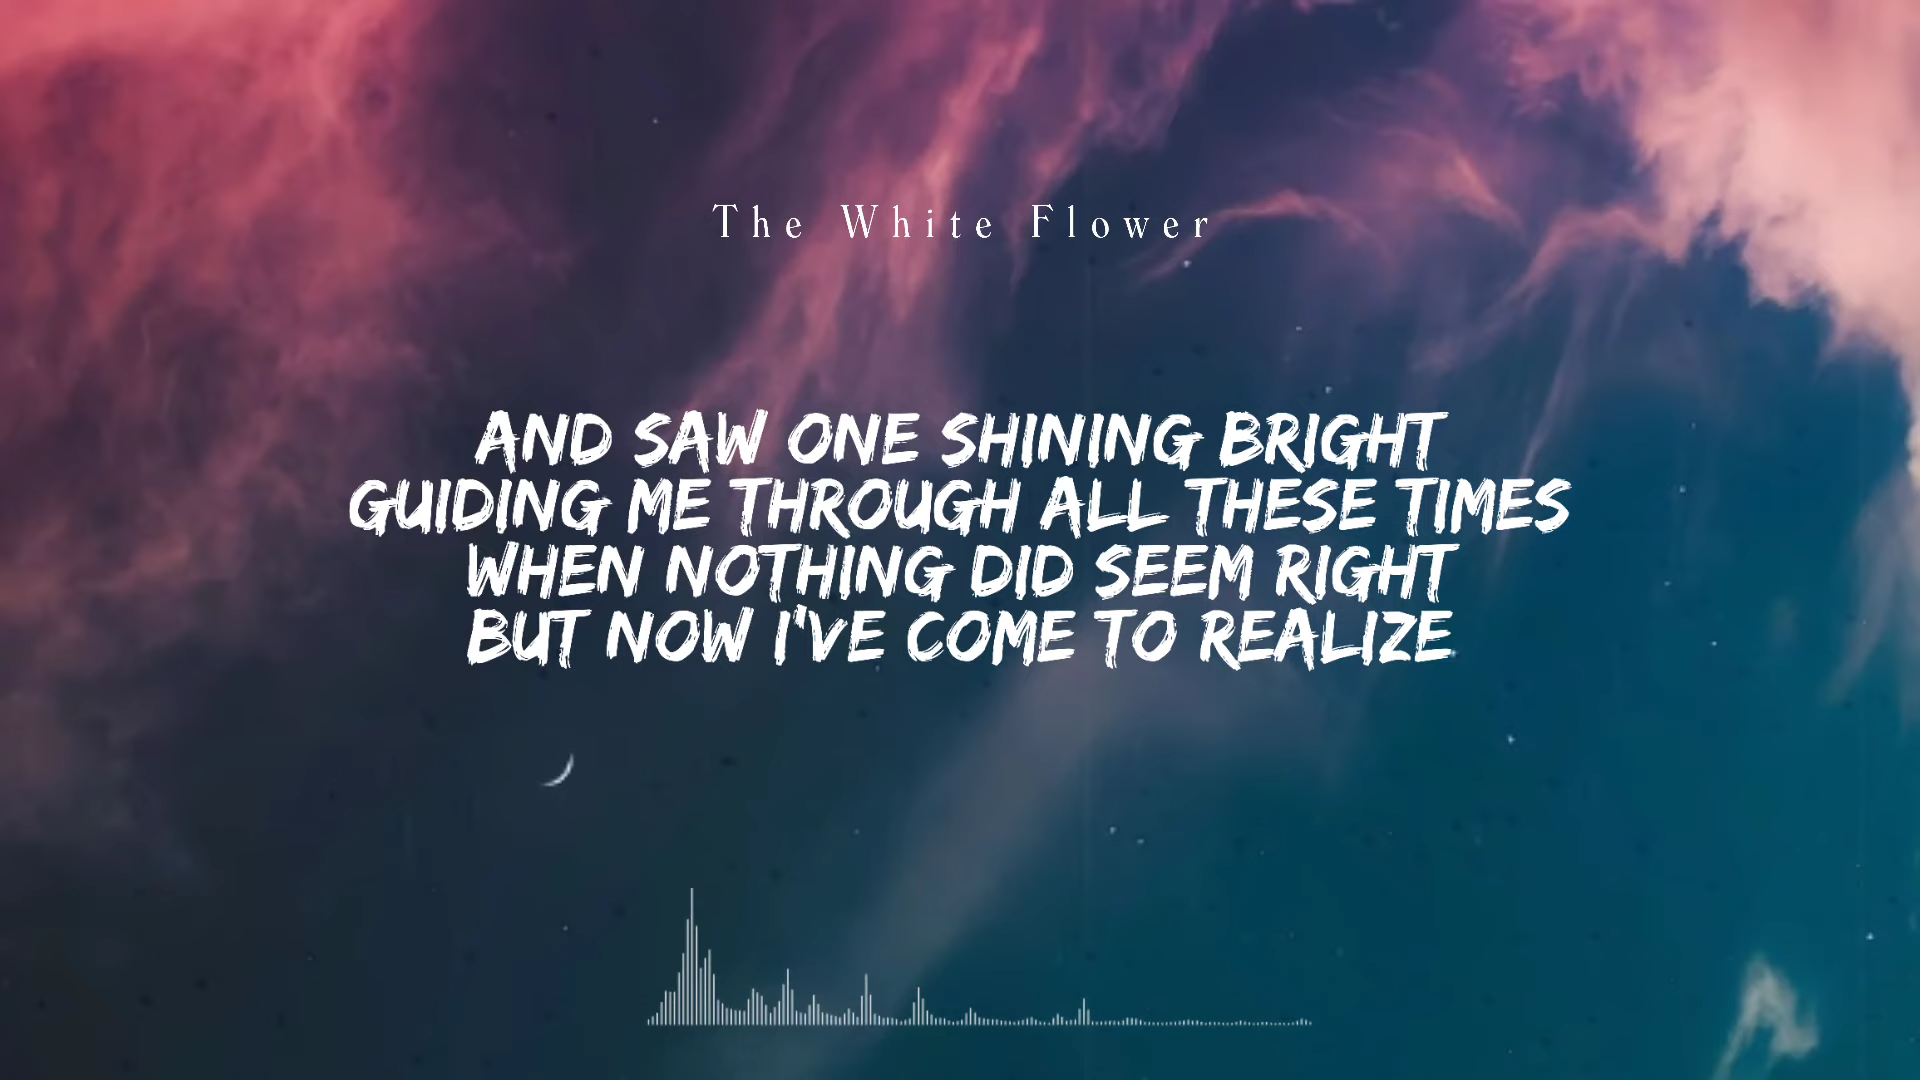 The White Flower
AND SAW ONE SHINING BRIGHT
GUIDING ME THROUGH ALL THESE TIMES
WHEN NOTHING DID SEEM RIGHT
BUT NOW I'VE COME TO REALIZE